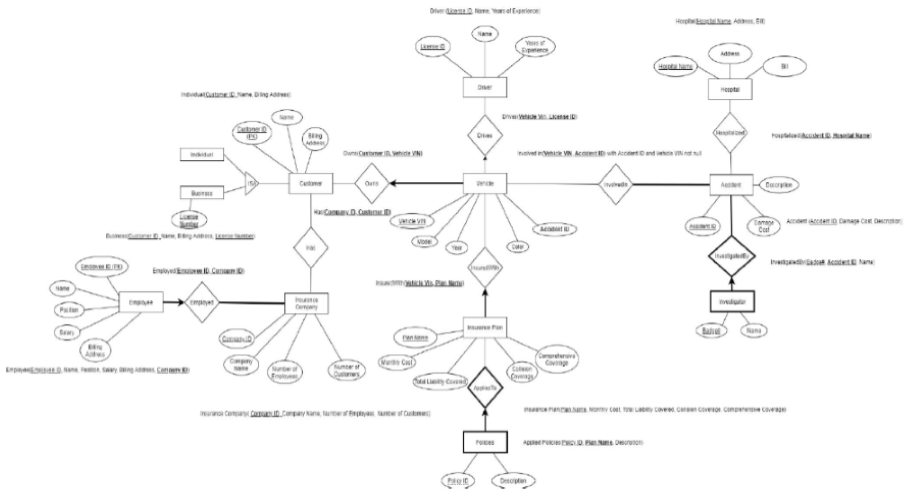 Driver (License ID, Name, Years of Experience)
Hospital(Hospital Name, Address, Bill)
Name
License ID
Years of Experience
Driver
Address
Hospital Name
Bill
Hospital
Individual(Customer ID, Name, Billing Address)
Name
Customer ID (PK)
Billing Address
Drives
Driver(Vehicle Vin, License ID)
Hospitalized
Hospitalized(Accident ID, Hospital Name)
Owns(Customer ID, Vehicle VIN)
Involved in(Vehicle VIN, Accident ID) with Accident ID and Vehicle VIN not null
Individual
ISA
Customer
Owns
Vehicle
InvolvedIn
Accident
Description
Business
License Number
Has(Company ID, Customer ID)
Vehicle VIN
Model
Year
Color
Accident ID
Damage Cost
Accident (Accident ID, Damage Cost, Description)
Business(Customer ID, Name, Billing Address, License Number)
Has
InvestigatedBy
InvestigatedBy(Badge#, Accident ID, Name)
Employee ID (PK)
Employed(Employee ID, Company ID)
InsuredWith
InsuredWith(Vehicle Vin, Plan Name)
Name
Position
Salary
Billing Address
Employee
Employed
Insurance Company
Investigator
Badge#
Name
Company ID
Company Name
Number of Employees
Number of Customers
Insurance Plan
Plan Name
Monthly Cost
Total Liability Covered
Collision Coverage
Comprehensive Coverage
Employee(Employee ID, Name, Position, Salary, Billing Address, Company ID)
AppliedTo
Insurance Company( Company ID, Company Name, Number of Employees, Number of Customers)
Insurance Plan(Plan Name, Monthly Cost, Total Liability Covered, Collision Coverage, Comprehensive Coverage)
Policies
Applied Policies(Policy ID, Plan Name, Description)
Policy ID
Description